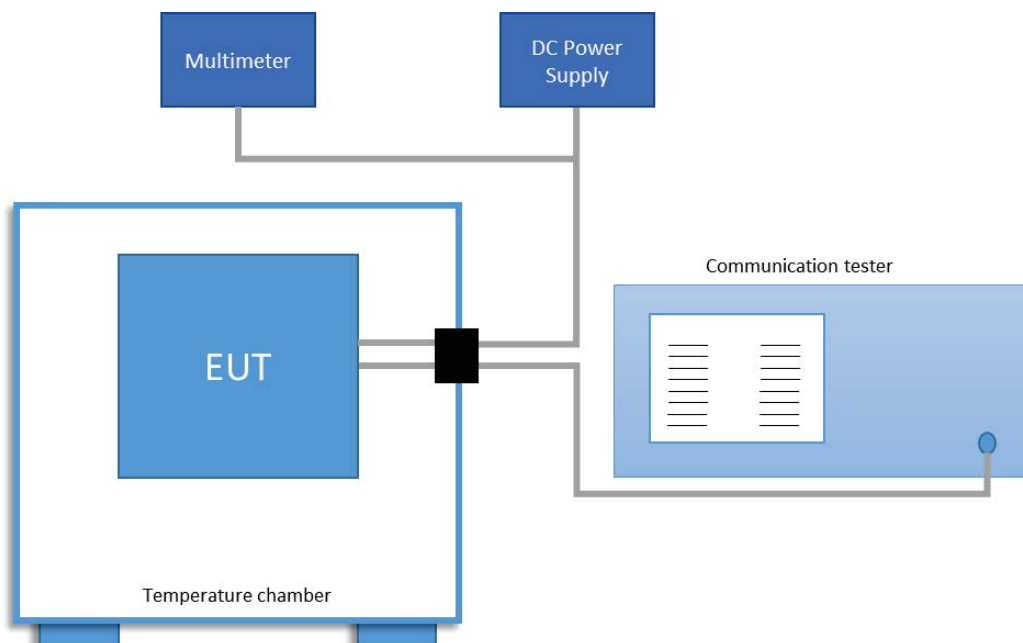 Multimeter
DC Power
Supply
Communication tester
EUT
Temperature chamber